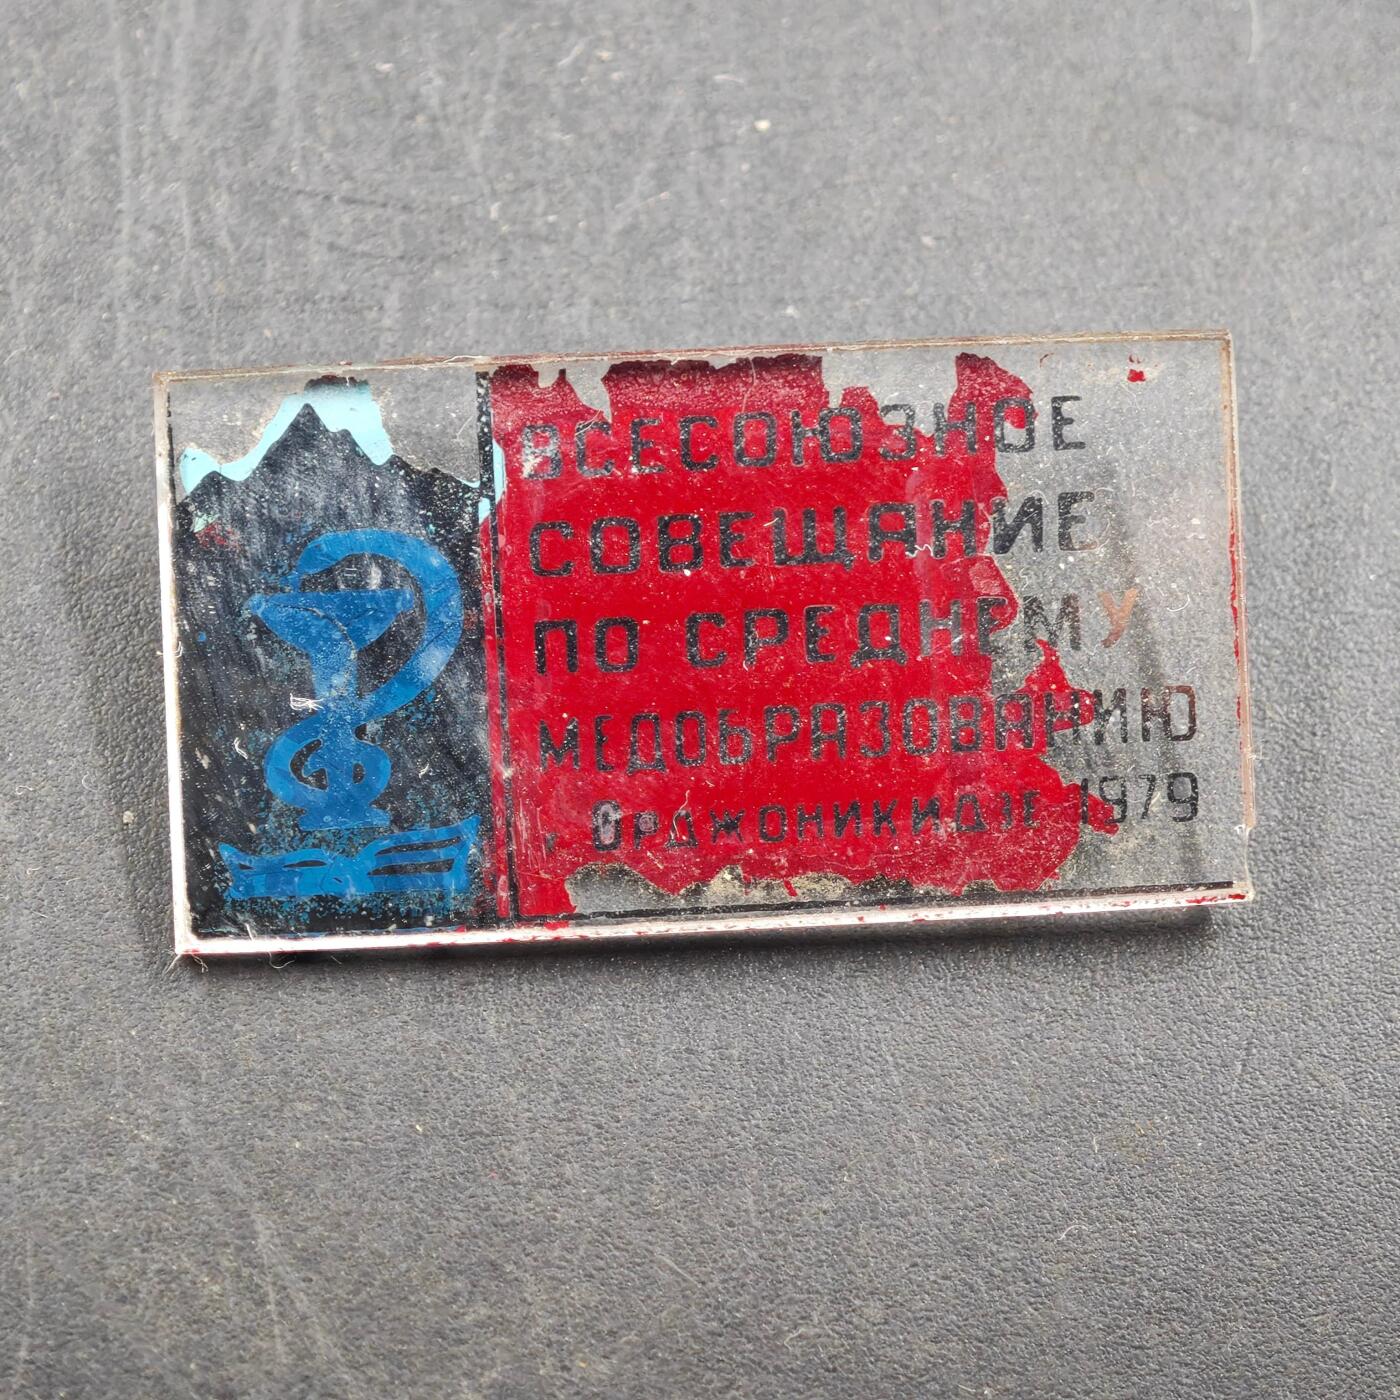 ВСЕСОЮЗНОЕ
СОВЕЩАНИЕ
ПО СРЕДНЕМУ
МЕДОБРАЗОВАНИЮ
г Орджоникидзе 1979